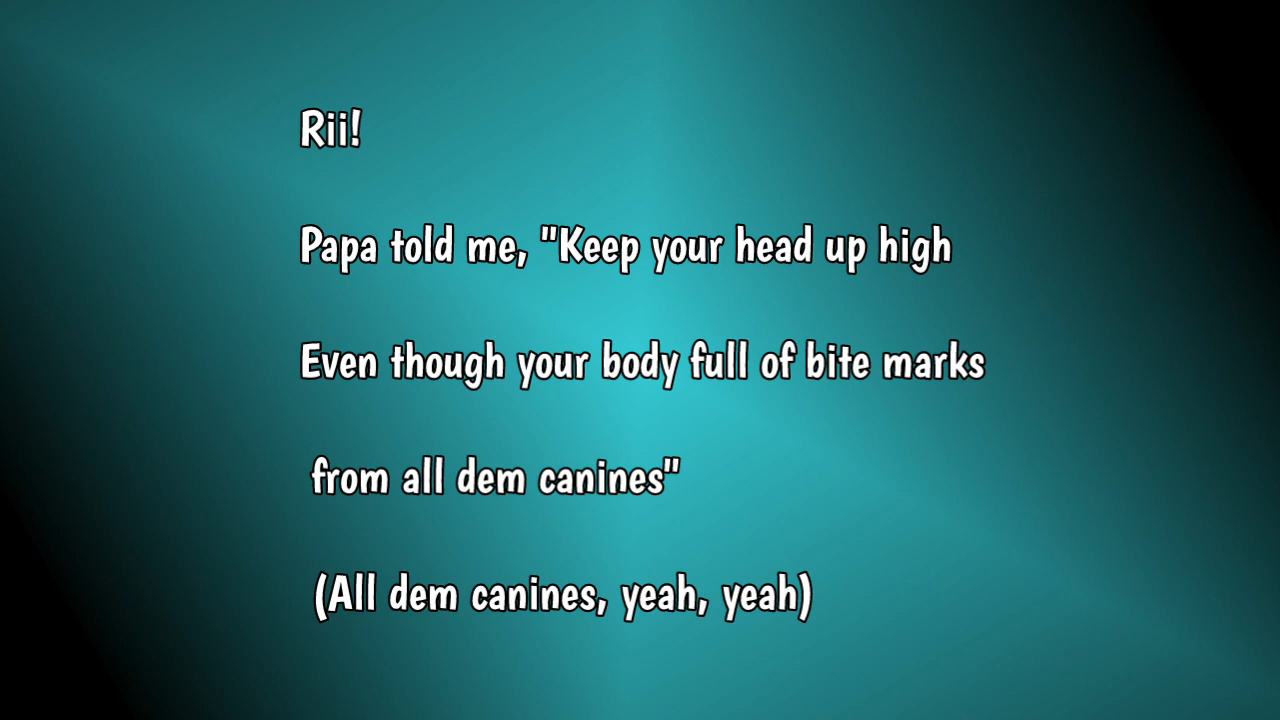 Rii!
Papa told me, "Keep your head up high
Even though your body full of bite marks
from all dem canines"
(All dem canines, yeah, yeah)